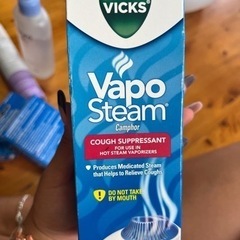 VICKS
Vapo
Steam
Camphor
COUGH SUPPRESSANT
FOR USE IN
HOT STEAM VAPORIZERS
Produces Medicated Steam
that Helps to Relieve Cough
! DO NOT TAKE
BY MOUTH